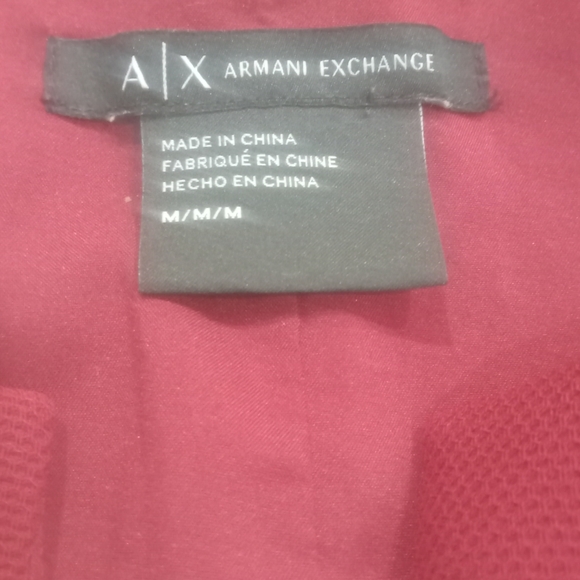 A|X ARMANI EXCHANGE
MADE IN CHINA
FABRIQUÉ EN CHINE
HECHO EN CHINA
M/M/M